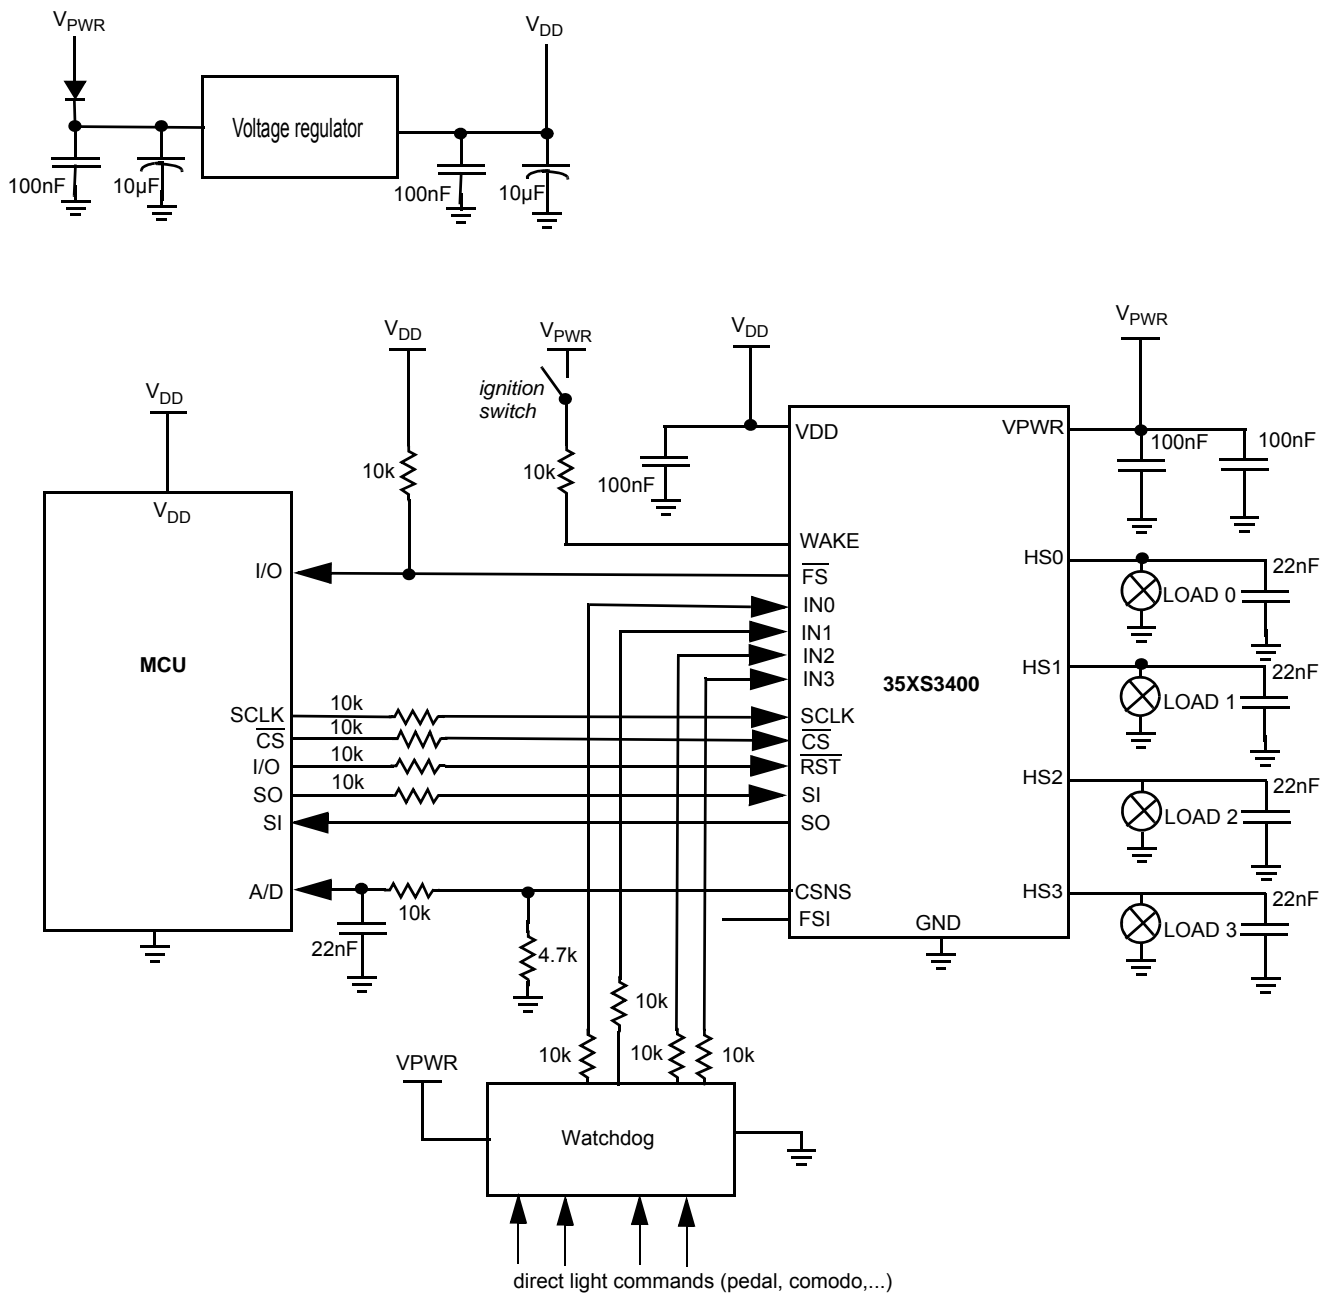 VPWR
VDD
Voltage regulator
100nF
10µF
100nF
10µF
VDD
VPWR
VDD
VPWR
VDD
ignition
switch
10k
10k
100nF
VDD
VPWR
100nF
100nF
VDD
WAKE
HS0
22nF
I/O
FS
IN0
LOAD 0
IN1
IN2
MCU
HS1
22nF
IN3
35XS3400
LOAD 1
SCLK
10k
SCLK
CS
10k
CS
I/O
10k
RST
HS2
22nF
SO
10k
SI
LOAD 2
SI
SO
A/D
10k
CSNS
HS3
22nF
FSI
GND
LOAD 3
22nF
4.7k
10k
10k
10k
10k
VPWR
Watchdog
direct light commands (pedal, comodo,...)